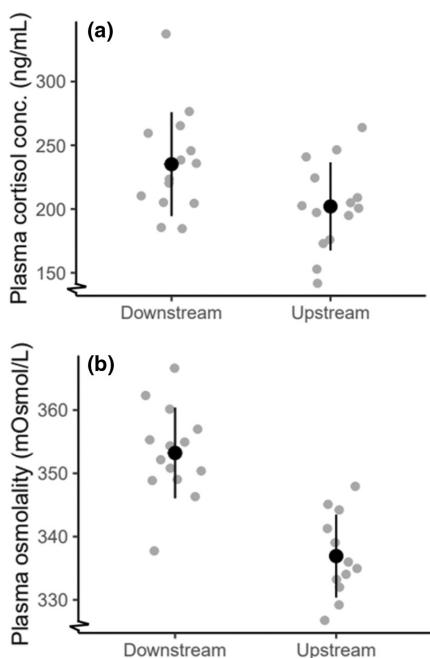 (a)
Plasma cortisol conc. (ng/mL)
300
250
200
150
Downstream Upstream
(b)
Plasma osmolality (mOsmol/L)
360
350
340
330
Downstream Upstream